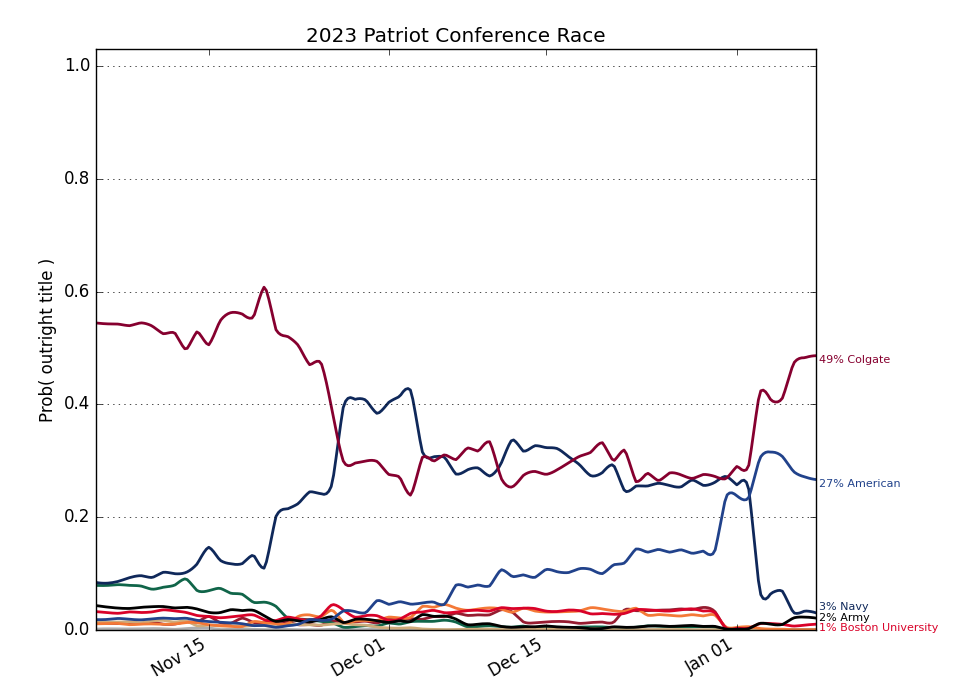 2023 Patriot Conference Race
1.0
0.8
0.6
0.4
0.2
0.0
Prob( outright title )
49% Colgate
27% American
3% Navy
2% Army
1% Boston University
Nov 15
Dec 01
Dec 15
Jan 01